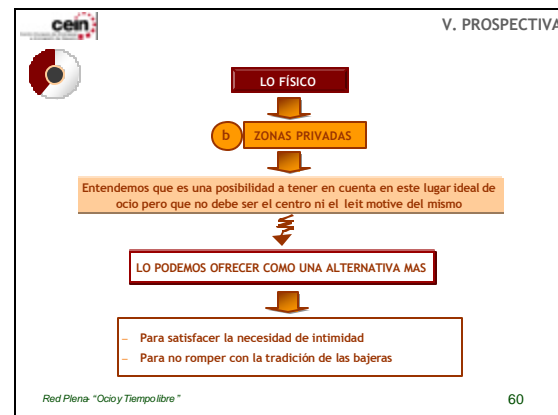 cein
V. PROSPECTIVA
LO FÍSICO
b ZONAS PRIVADAS
Entendemos que es una posibilidad a tener en cuenta en este lugar ideal de
ocio pero que no debe ser el centro ni el leit motive del mismo
LO PODEMOS OFRECER COMO UNA ALTERNATIVA MAS
– Para satisfacer la necesidad de intimidad
– Para no romper con la tradición de las bajeras
Red Plena- "Ocio y Tiempo libre"
60